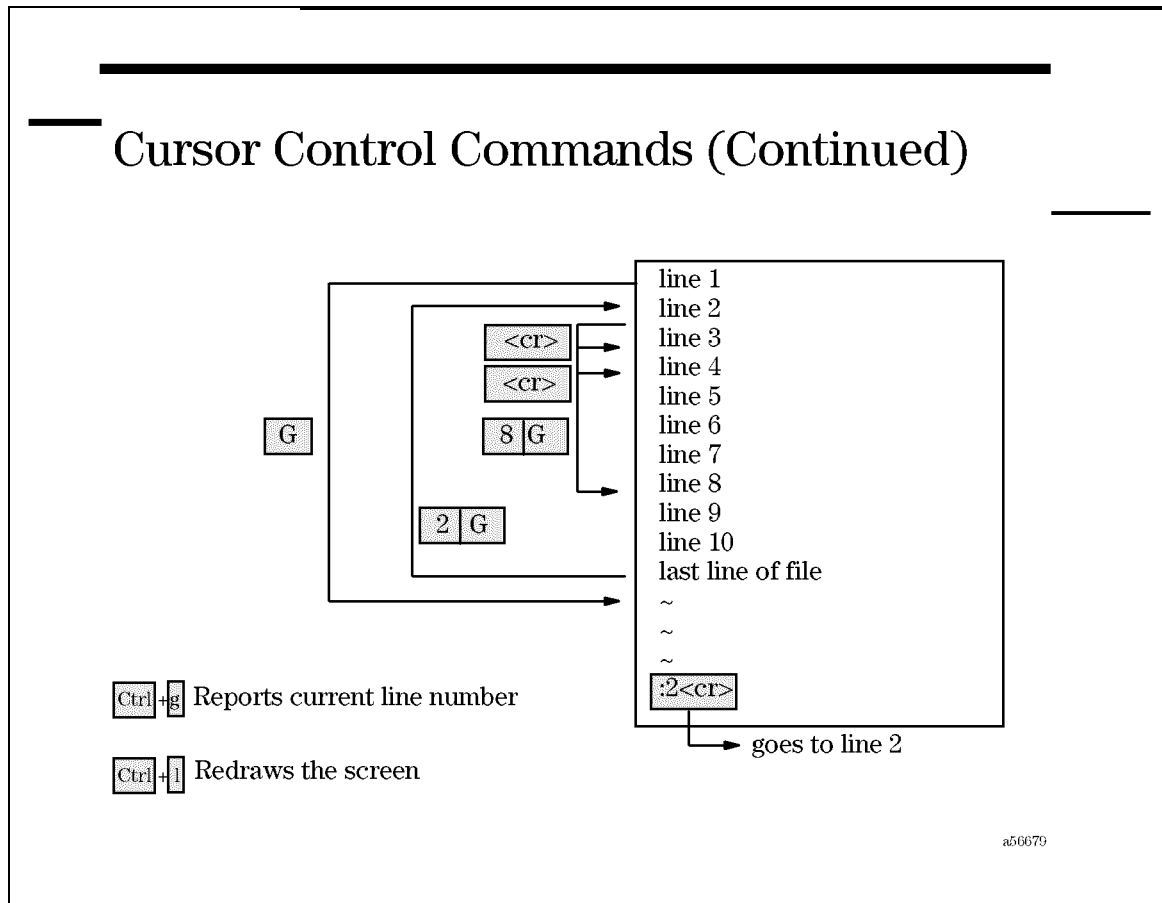 Cursor Control Commands (Continued)
line 1
line 2
<cr>
line 3
<cr>
line 4
line 5
G
8 G
line 6
line 7
line 8
2 G
line 9
line 10
last line of file
~
~
~
:2<cr>
goes to line 2
Ctrl + g Reports current line number
Ctrl + l Redraws the screen
a56679